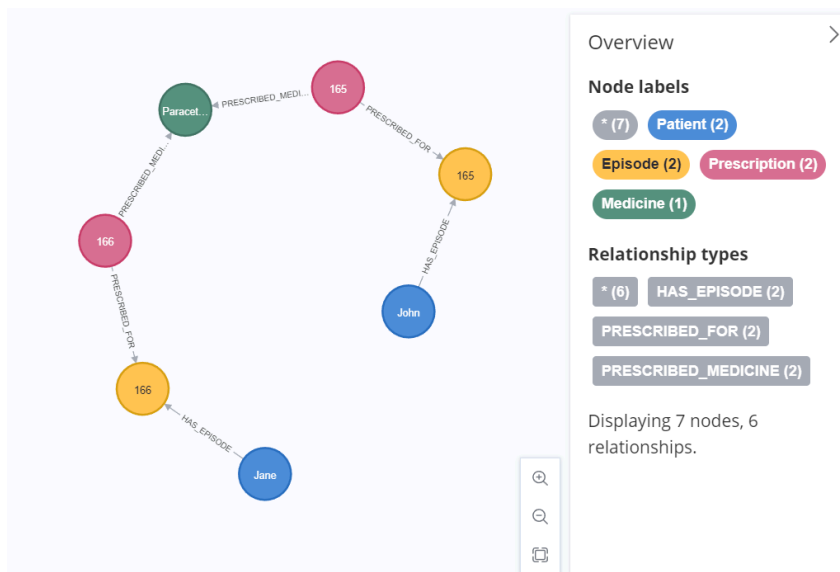 Paracet...
PRESCRIBED_MEDI...
165
PRESCRIBED_FOR
165
PRESCRIBED_MEDI...
HAS_EPISODE
166
PRESCRIBED_FOR
John
166
HAS_EPISODE
Jane
Overview
Node labels
* (7) Patient (2)
Episode (2) Prescription (2)
Medicine (1)
Relationship types
* (6) HAS_EPISODE (2)
PRESCRIBED_FOR (2)
PRESCRIBED_MEDICINE (2)
Displaying 7 nodes, 6
relationships.